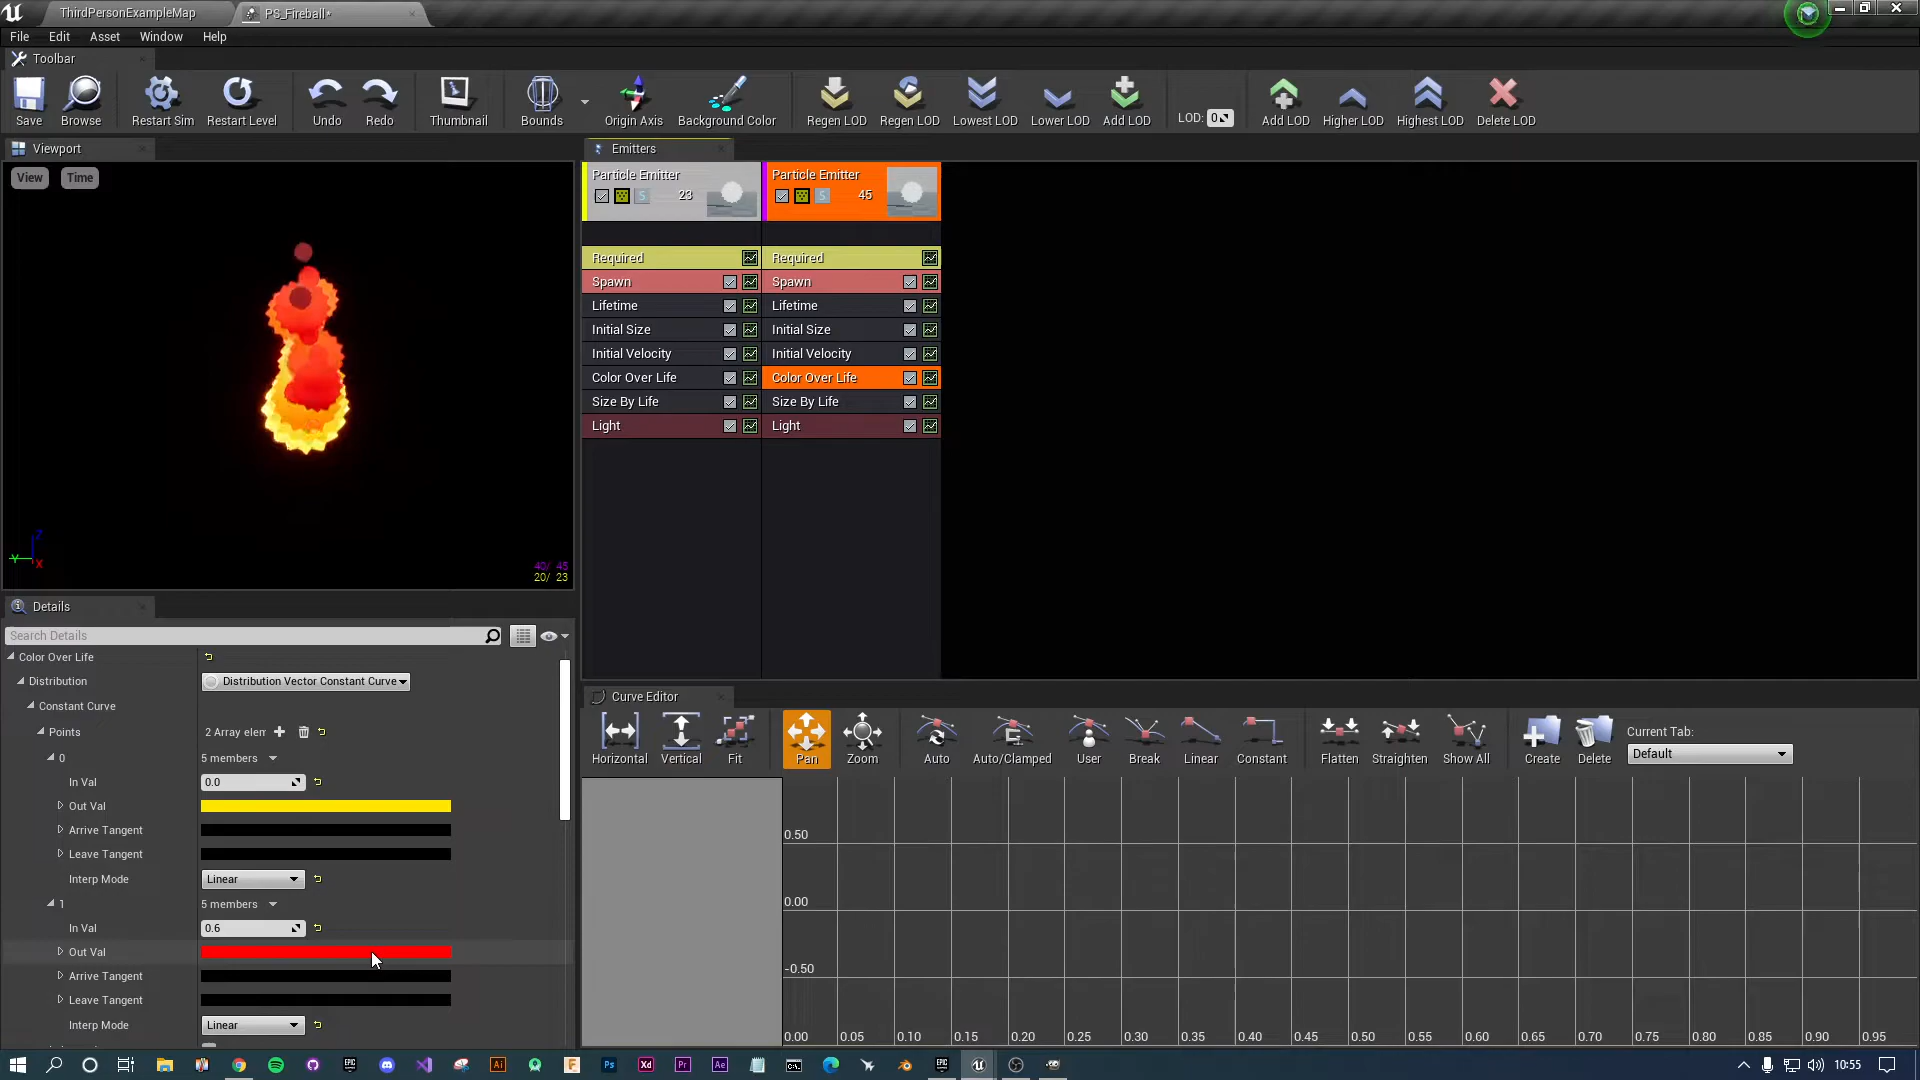 ThirdPersonExampleMap
PS_Fireball*
File Edit Asset Window Help
Toolbar
Save Browse Restart Sim Restart Level Undo Redo Thumbnail Bounds Origin Axis Background Color Regen LOD Regen LOD Lowest LOD Lower LOD Add LOD LOD: 0 Add LOD Higher LOD Highest LOD Delete LOD
Viewport
View Time
Z
Y
X
40/ 45
20/ 23
Emitters
Particle Emitter
S 23
Particle Emitter
S 45
Required Required
Spawn Spawn
Lifetime Lifetime
Initial Size Initial Size
Initial Velocity Initial Velocity
Color Over Life Color Over Life
Size By Life Size By Life
Light Light
Details
Search Details
Color Over Life
Distribution Distribution Vector Constant Curve
Constant Curve
Points 2 Array elem
0 5 members
In Val 0.0
Out Val
Arrive Tangent
Leave Tangent
Interp Mode Linear
1 5 members
In Val 0.6
Out Val
Arrive Tangent
Leave Tangent
Interp Mode Linear
Curve Editor
Horizontal Vertical Fit Pan Zoom Auto Auto/Clamped User Break Linear Constant Flatten Straighten Show All Create Delete
Current Tab:
Default
0.50
0.00
-0.50
0.00 0.05 0.10 0.15 0.20 0.25 0.30 0.35 0.40 0.45 0.50 0.55 0.60 0.65 0.70 0.75 0.80 0.85 0.90 0.95
EPIC Ai F Ps Xd Pr Ae EPIC 10:55